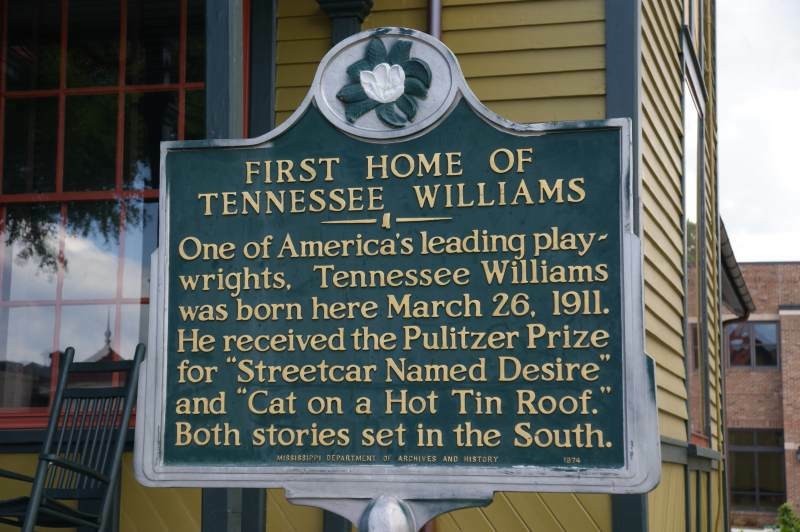 FIRST HOME OF
TENNESSEE WILLIAMS
One of America's leading play-
wrights, Tennessee Williams
was born here March 26, 1911.
He received the Pulitzer Prize
for "Streetcar Named Desire"
and "Cat on a Hot Tin Roof."
Both stories set in the South.
MISSISSIPPI DEPARTMENT OF ARCHIVES AND HISTORY 1974